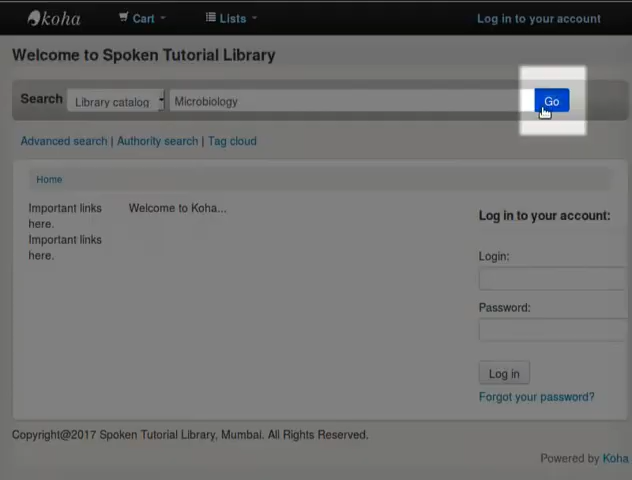 koha Cart Lists Log in to your account
Welcome to Spoken Tutorial Library
Search Library catalog Microbiology Go
Advanced search | Authority search | Tag cloud
Home
Important links here.
Important links here.
Welcome to Koha...
Log in to your account:
Login:
Password:
Log in
Forgot your password?
Copyright@2017 Spoken Tutorial Library, Mumbai. All Rights Reserved.
Powered by Koha